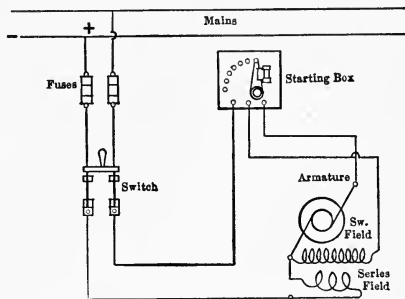 Mains
+
−
Fuses
Starting Box
Switch
Armature
Sw.
Field
Series
Field